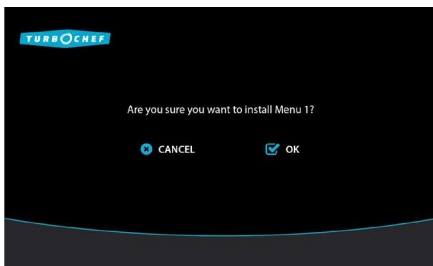 TURBOCHEF
Are you sure you want to install Menu 1?
CANCEL
OK